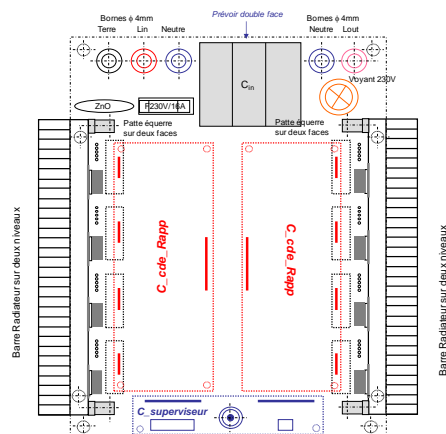 Prévoir double face
Bornes ϕ 4mm
Terre Lin Neutre
Bornes ϕ 4mm
Neutre Lout
C_in
Voyant 230V
ZnO
F230V/16A
Patte équerre
sur deux faces
Patte équerre
sur deux faces
Barre Radiateur sur deux niveaux
C_cde_Rapp
C_cde_Rapp
Barre Radiateur sur deux niveaux
C_superviseur